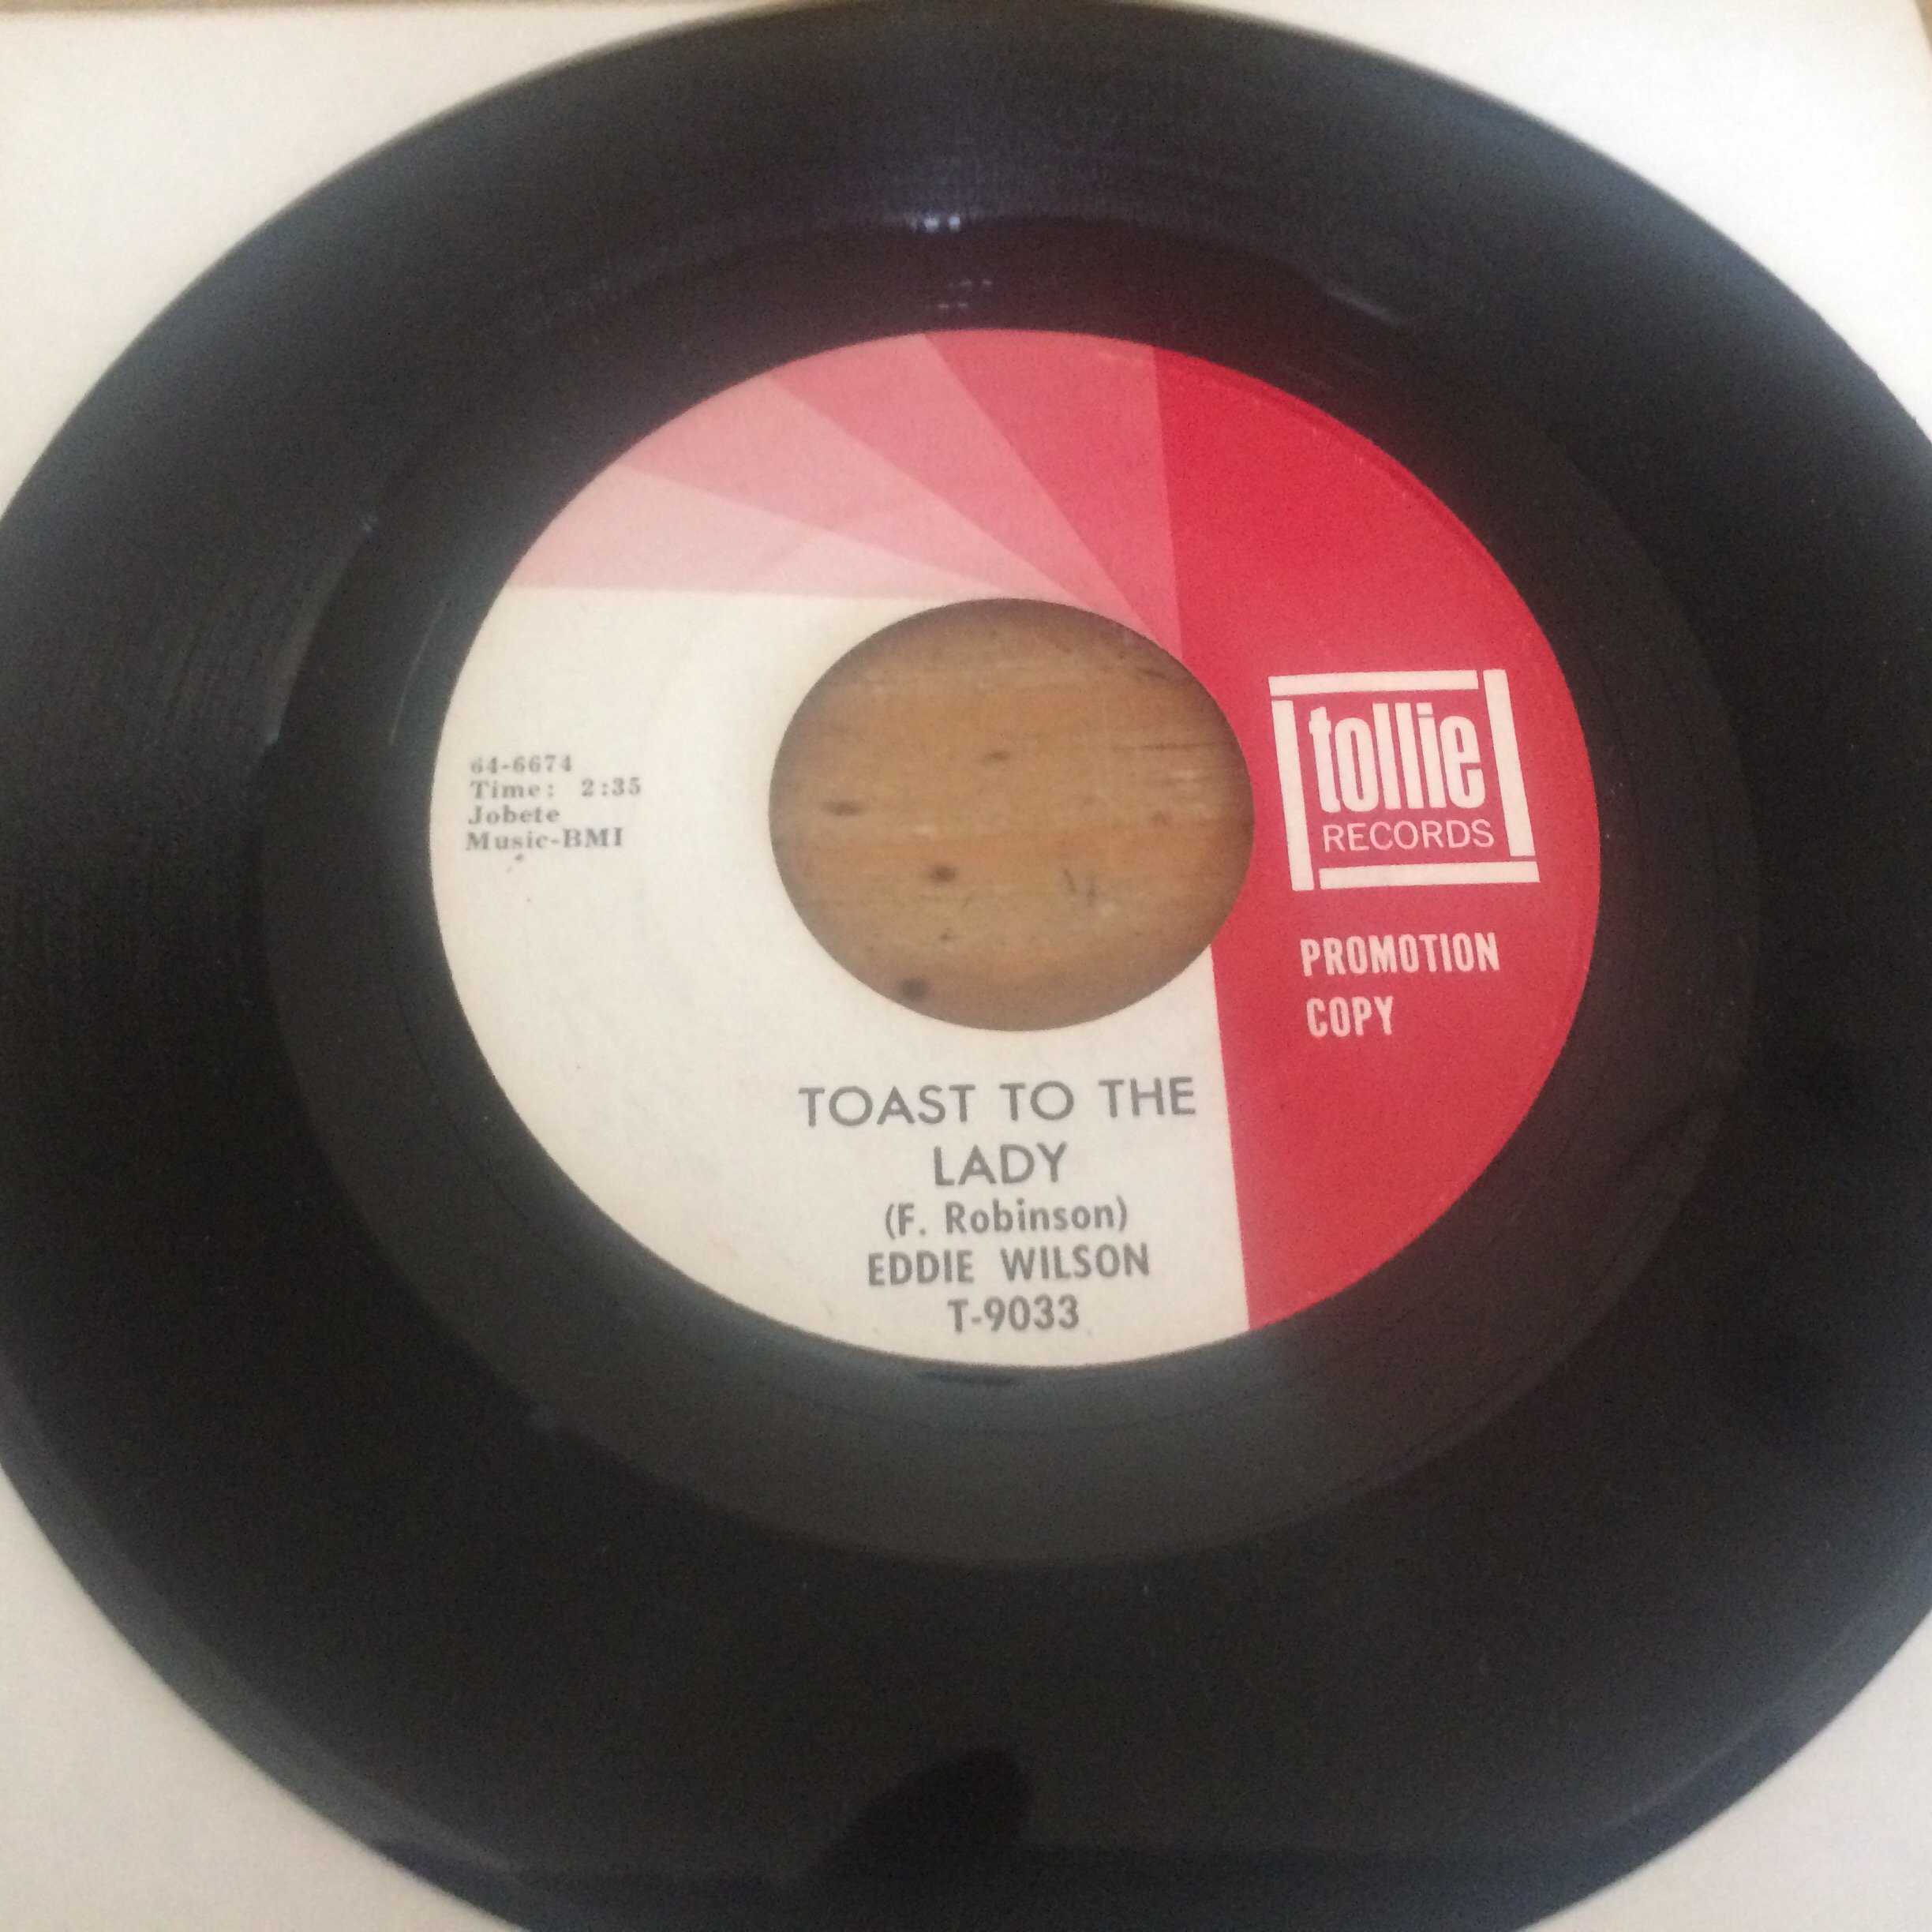 64-6674
Time: 2:35
Jobete
Music-BMI
tollie
RECORDS
PROMOTION
COPY
TOAST TO THE
LADY
(F. Robinson)
EDDIE WILSON
T-9033